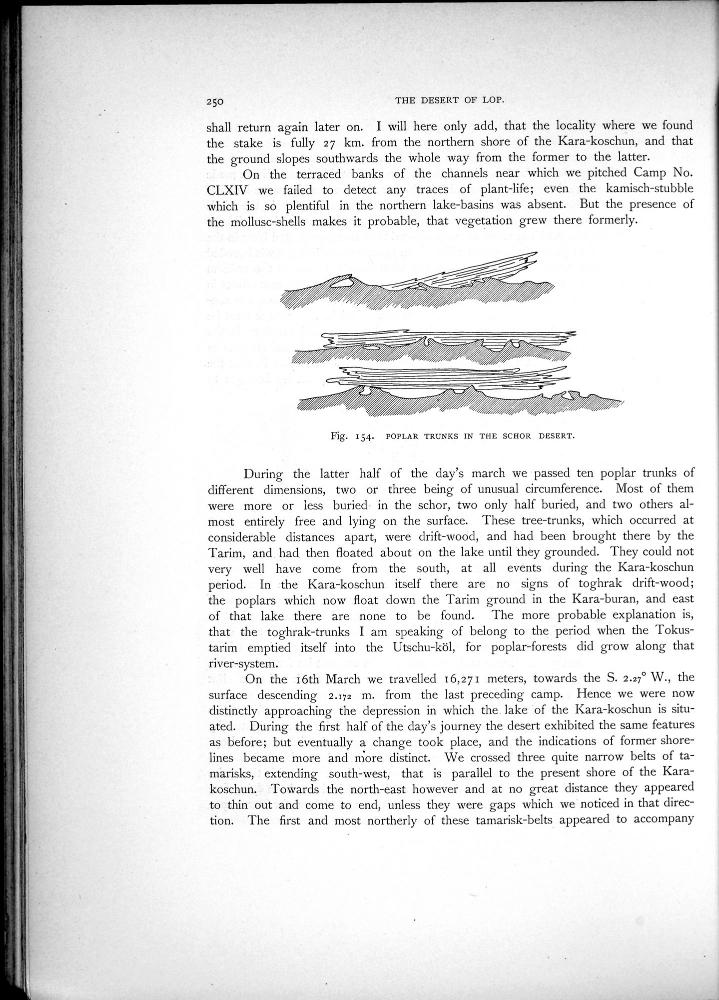 250
THE DESERT OF LOP.
shall return again later on. I will here only add, that the locality where we found
the stake is fully 27 km. from the northern shore of the Kara-koschun, and that
the ground slopes southwards the whole way from the former to the latter.
On the terraced banks of the channels near which we pitched Camp No.
CLXIV we failed to detect any traces of plant-life; even the kamisch-stubble
which is so plentiful in the northern lake-basins was absent. But the presence of
the mollusc-shells makes it probable, that vegetation grew there formerly.
Fig. 154. POPLAR TRUNKS IN THE SCHOR DESERT.
During the latter half of the day's march we passed ten poplar trunks of
different dimensions, two or three being of unusual circumference. Most of them
were more or less buried in the schor, two only half buried, and two others al-
most entirely free and lying on the surface. These tree-trunks, which occurred at
considerable distances apart, were drift-wood, and had been brought there by the
Tarim, and had then floated about on the lake until they grounded. They could not
very well have come from the south, at all events during the Kara-koschun
period. In the Kara-koschun itself there are no signs of toghrak drift-wood;
the poplars which now float down the Tarim ground in the Kara-buran, and east
of that lake there are none to be found. The more probable explanation is,
that the toghrak-trunks I am speaking of belong to the period when the Tokus-
tarim emptied itself into the Utschu-köl, for poplar-forests did grow along that
river-system.
On the 16th March we travelled 16,271 meters, towards the S. 2.27° W., the
surface descending 2.172 m. from the last preceding camp. Hence we were now
distinctly approaching the depression in which the lake of the Kara-koschun is situ-
ated. During the first half of the day's journey the desert exhibited the same features
as before; but eventually a change took place, and the indications of former shore-
lines became more and more distinct. We crossed three quite narrow belts of ta-
marisks, extending south-west, that is parallel to the present shore of the Kara-
koschun. Towards the north-east however and at no great distance they appeared
to thin out and come to end, unless they were gaps which we noticed in that direc-
tion. The first and most northerly of these tamarisk-belts appeared to accompany